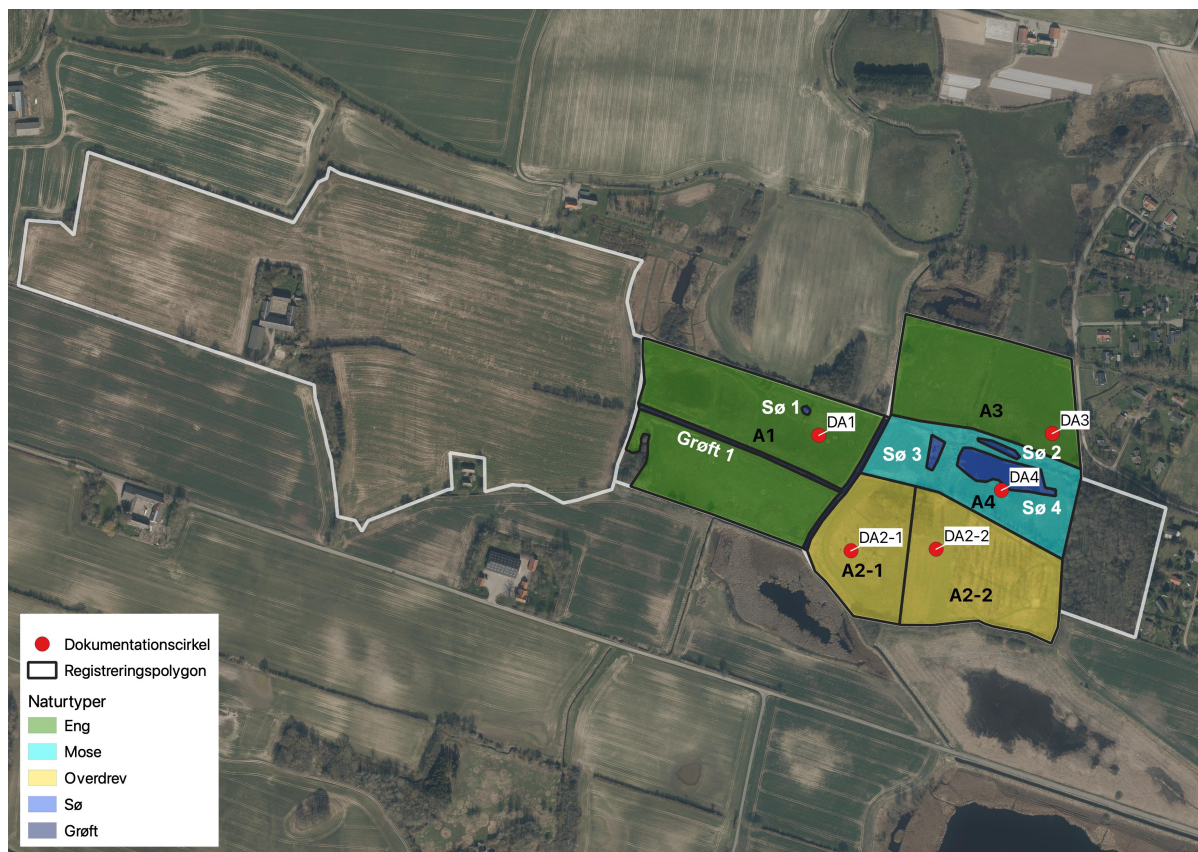 A3
Sø 1
DA1
DA3
A1
Grøft 1
Sø 3
Sø 2
DA4
A4
Sø 4
DA2-1
DA2-2
A2-1
A2-2
Dokumentationscirkel
Registreringspolygon
Naturtyper
Eng
Mose
Overdrev
Sø
Grøft